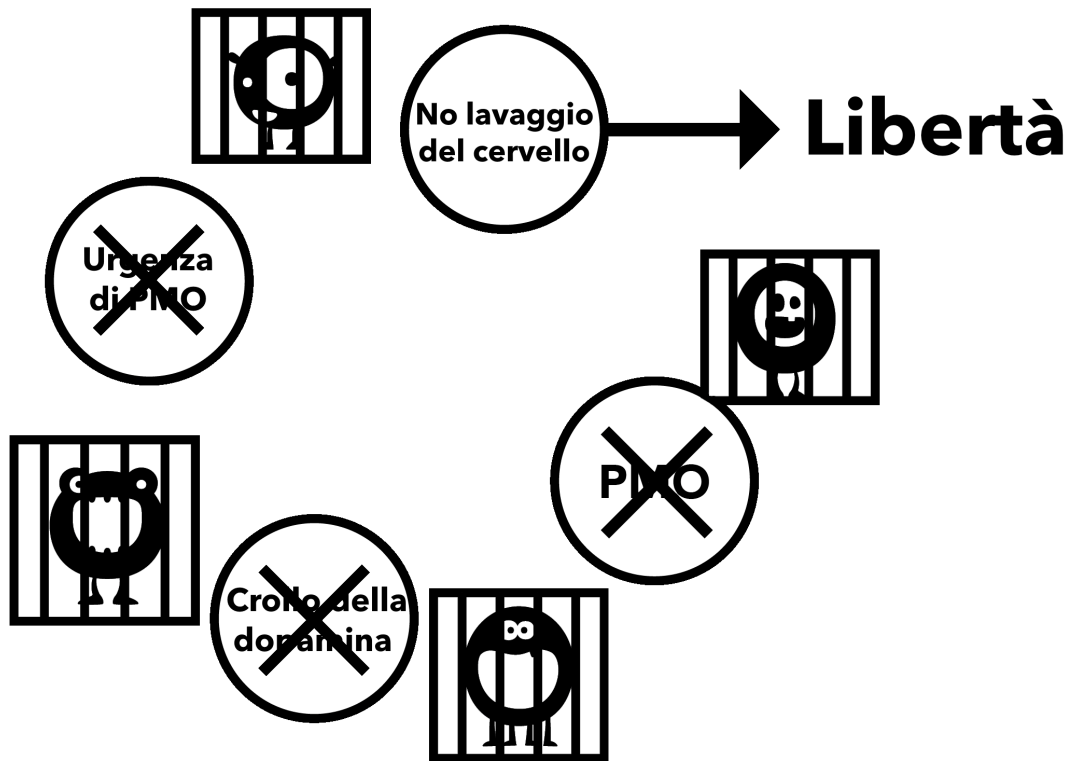 No lavaggio
del cervello
Libertà
Urgenza
di PMO
PMO
Crollo della
dopamina